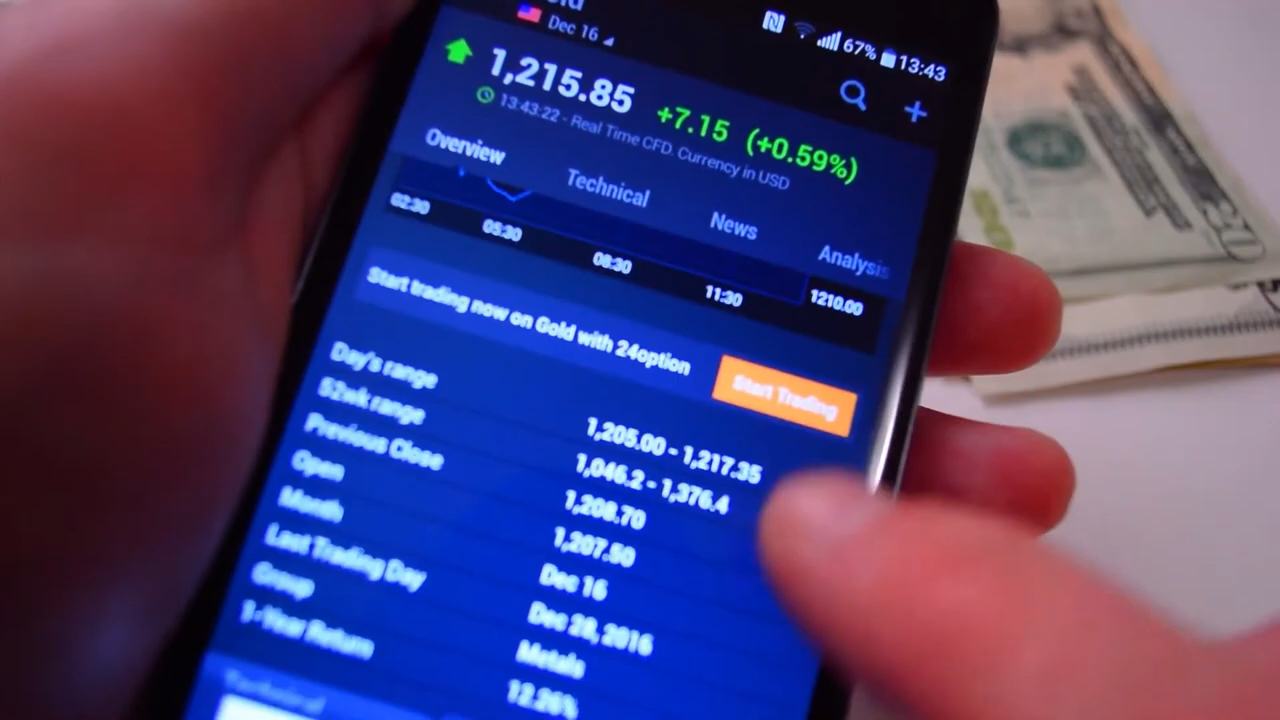 Dec 16
67% 13:43
1,215.85 +7.15 (+0.59%)
13:43:22 - Real Time CFD. Currency in USD
Overview Technical News Analysis
02:30 05:30 08:30 11:30 1210.00
Start trading now on Gold with 24option Start Trading
Day's range 1,205.00 - 1,217.35
52wk range 1,046.2 - 1,376.4
Previous Close 1,208.70
Open 1,207.50
Month Dec 16
Last Trading Day Dec 28, 2016
Group Metals
1-Year Return 12.26%
Technical